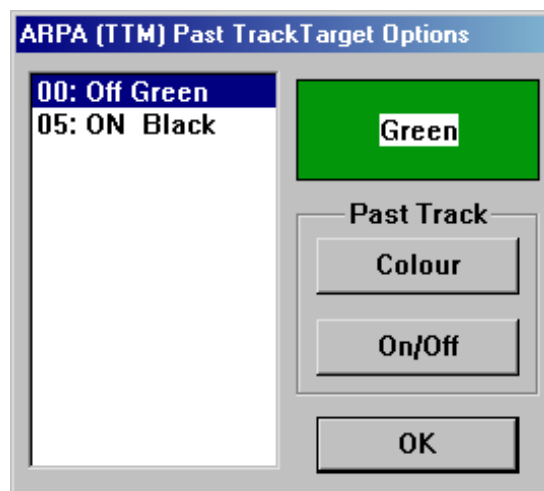 ARPA (TTM) Past TrackTarget Options
00: Off Green
05: ON Black
Green
Past Track
Colour
On/Off
OK